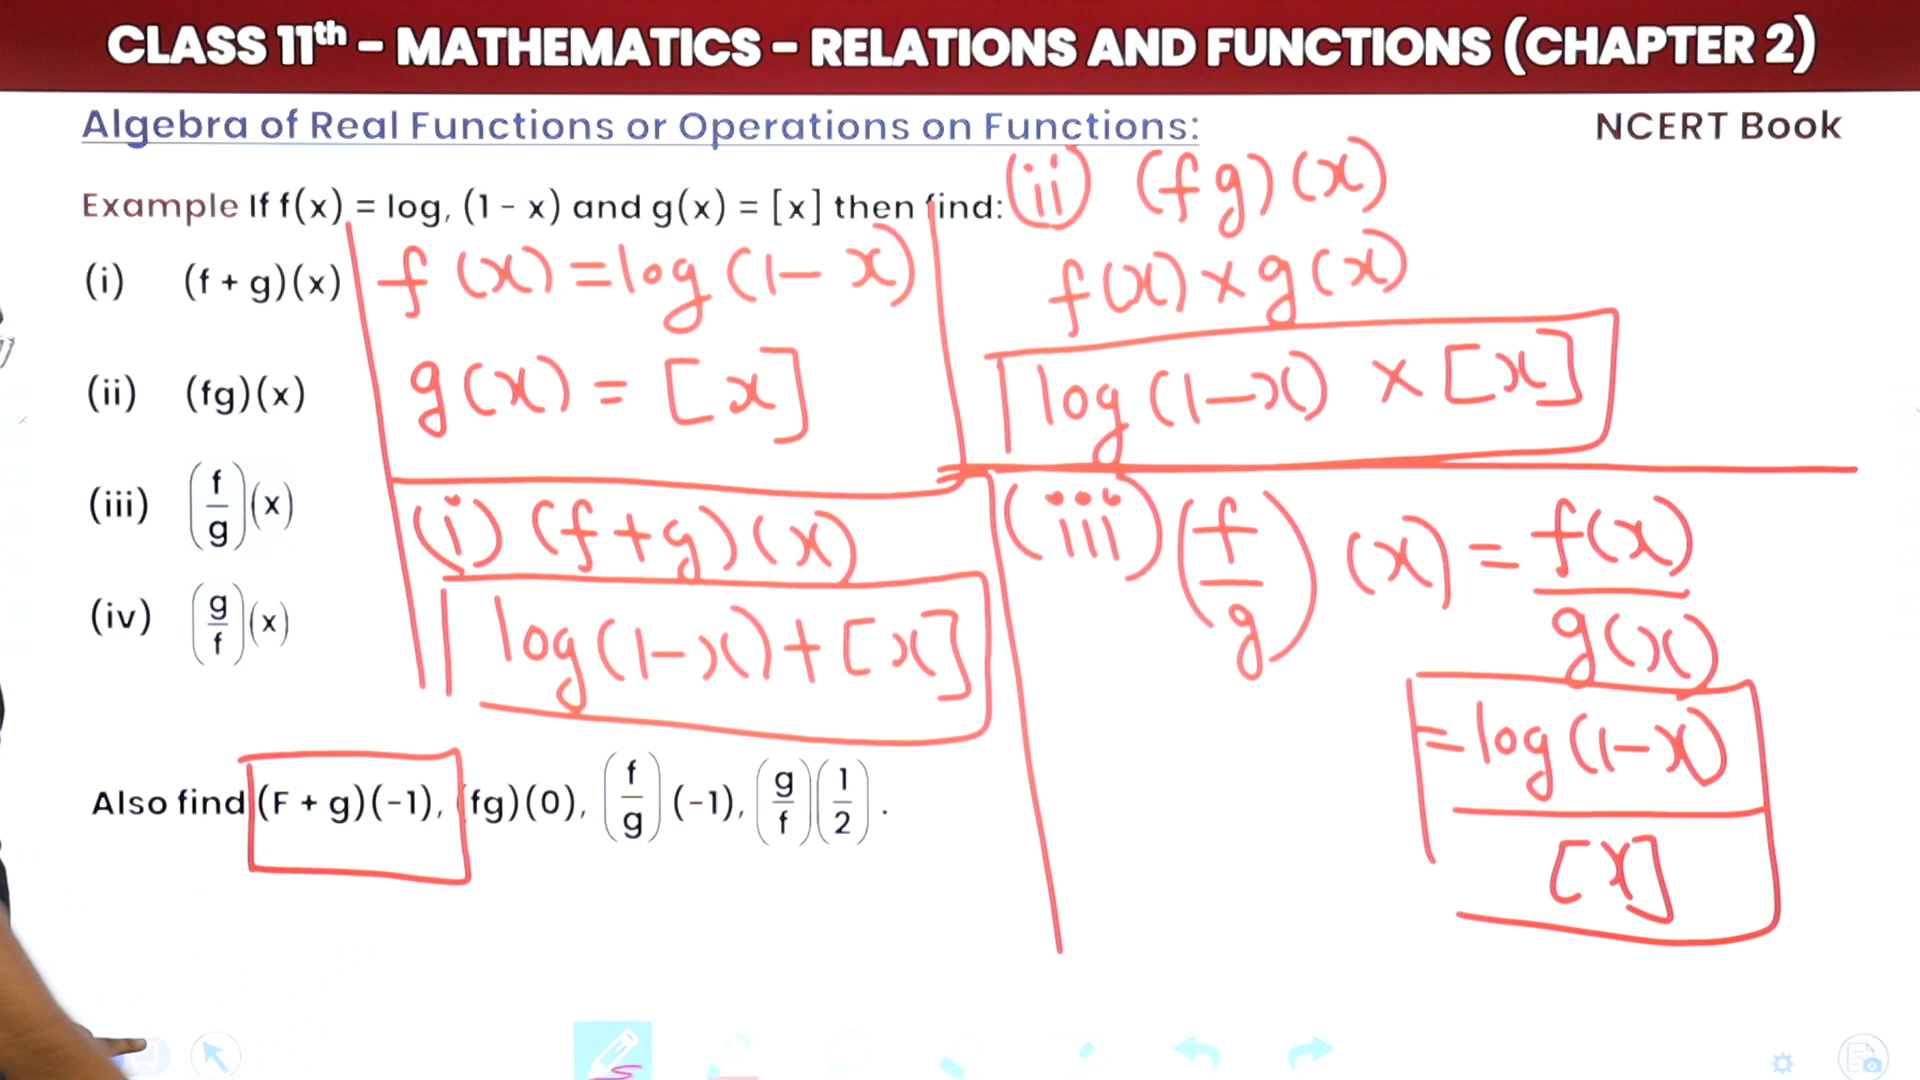 CLASS 11th - MATHEMATICS - RELATIONS AND FUNCTIONS (CHAPTER 2)
Algebra of Real Functions or Operations on Functions:
NCERT Book
Example If f(x) = log, (1 - x) and g(x) = [x] then find:
(i) (f + g)(x)
(ii) (fg)(x)
(iii) (f/g)(x)
(iv) (g/f)(x)
Also find (F + g)(-1), (fg)(0), (f/g)(-1), (g/f)(1/2).
f(x) = log(1-x)
g(x) = [x]
(i) (f+g)(x)
log(1-x)+[x]
(ii) (fg)(x)
f(x) × g(x)
log(1-x) × [x]
(iii) (f/g)(x) = f(x)/g(x)
= log(1-x)/[x]